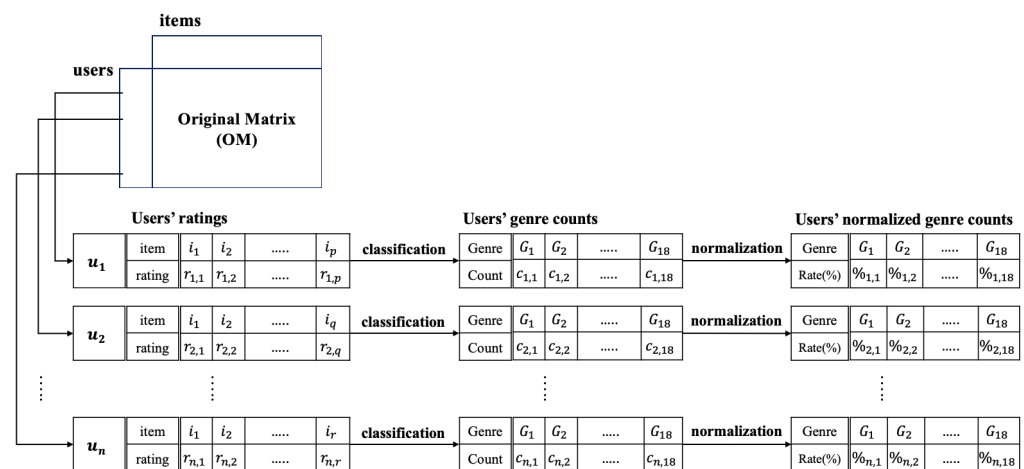 items
users
Original Matrix
(OM)
Users' ratings
Users' genre counts
Users' normalized genre counts
u₁ item i₁ i₂ ..... iₚ classification Genre G₁ G₂ ..... G₁₈ normalization Genre G₁ G₂ ..... G₁₈
rating r₁,₁ r₁,₂ ..... r₁,ₚ Count c₁,₁ c₁,₂ ..... c₁,₁₈ Rate(%) %₁,₁ %₁,₂ ..... %₁,₁₈
u₂ item i₁ i₂ ..... i_q classification Genre G₁ G₂ ..... G₁₈ normalization Genre G₁ G₂ ..... G₁₈
rating r₂,₁ r₂,₂ ..... r₂,q Count c₂,₁ c₂,₂ ..... c₂,₁₈ Rate(%) %₂,₁ %₂,₂ ..... %₂,₁₈
uₙ item i₁ i₂ ..... iᵣ classification Genre G₁ G₂ ..... G₁₈ normalization Genre G₁ G₂ ..... G₁₈
rating rₙ,₁ rₙ,₂ ..... rₙ,ᵣ Count cₙ,₁ cₙ,₂ ..... cₙ,₁₈ Rate(%) %ₙ,₁ %ₙ,₂ ..... %ₙ,₁₈